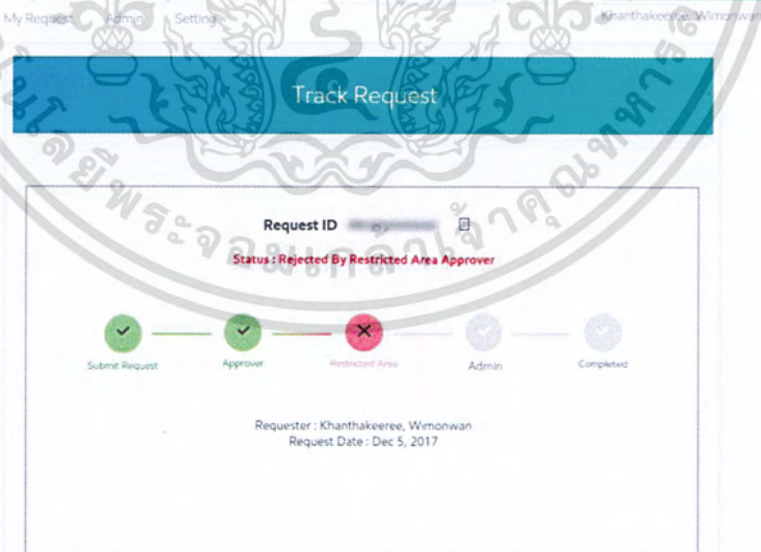 My Request Admin Setting Khanthakeeree, Wimonwan
Track Request
Request ID
Status : Rejected By Restricted Area Approver
Submit Request Approver Restricted Area Admin Completed
Requester : Khanthakeeree, Wimonwan
Request Date : Dec 5, 2017